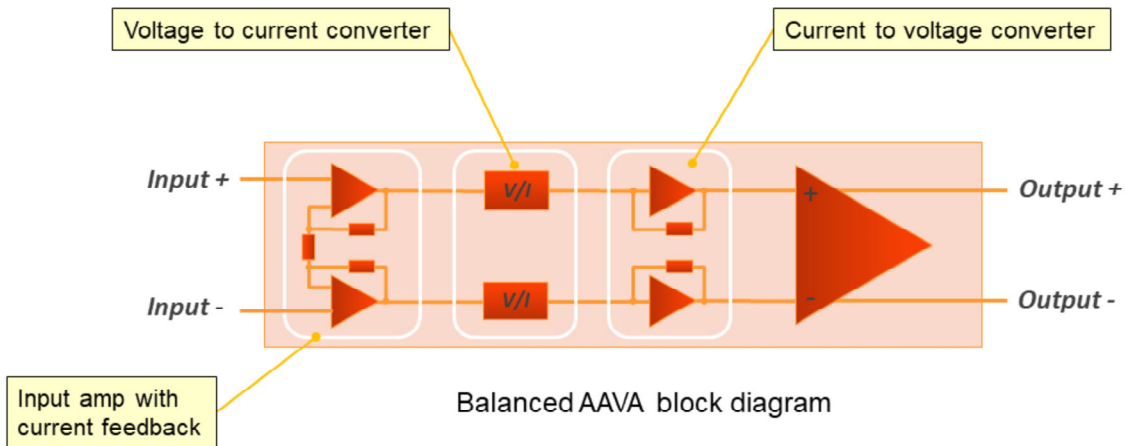 Voltage to current converter
Current to voltage converter
Input +
V/I
+
Output +
Input -
V/I
-
Output -
Input amp with
current feedback
Balanced AAVA block diagram